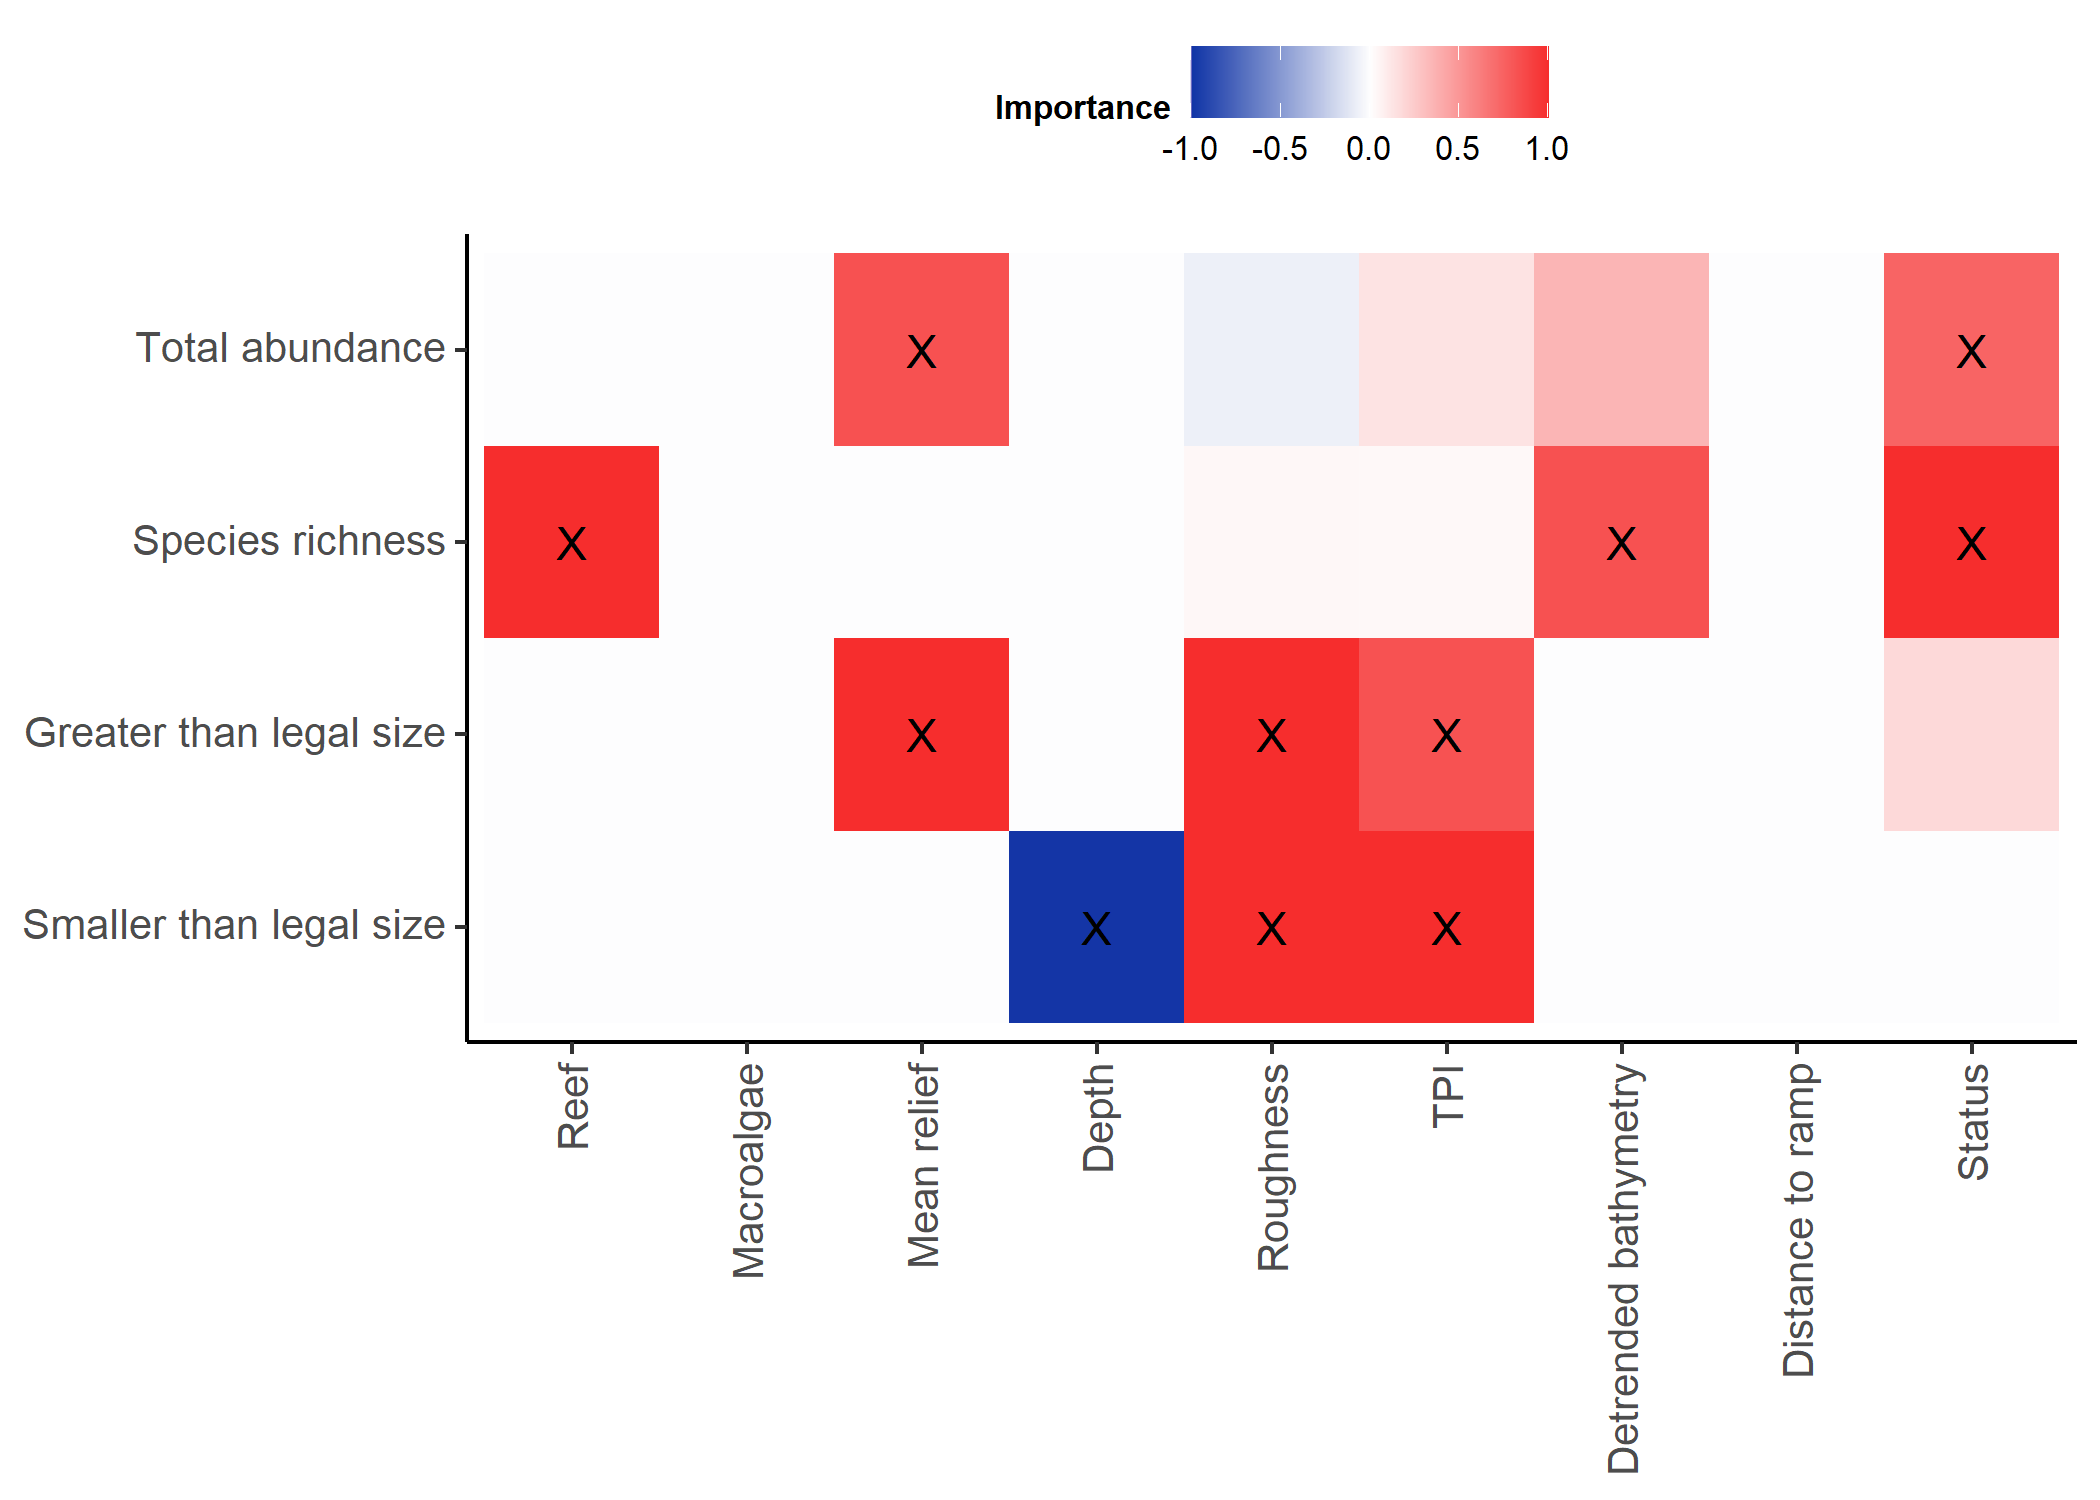 Importance
-1.0 -0.5 0.0 0.5 1.0
Total abundance
X X
Species richness
X X X
Greater than legal size
X X X
Smaller than legal size
X X X
Reef
Macroalgae
Mean relief
Depth
Roughness
TPI
Detrended bathymetry
Distance to ramp
Status